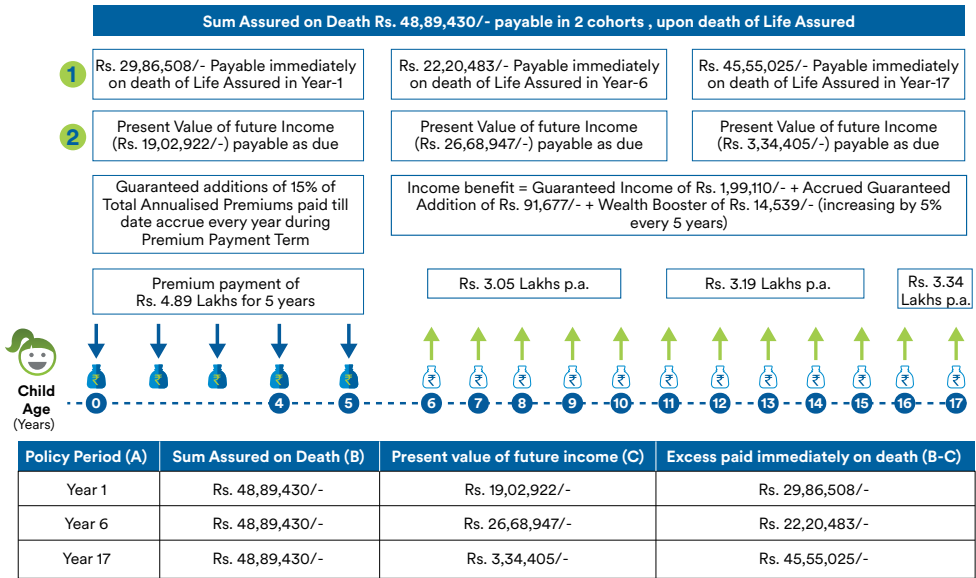 Sum Assured on Death Rs. 48,89,430/- payable in 2 cohorts , upon death of Life Assured
1
Rs. 29,86,508/- Payable immediately
on death of Life Assured in Year-1
Rs. 22,20,483/- Payable immediately
on death of Life Assured in Year-6
Rs. 45,55,025/- Payable immediately
on death of Life Assured in Year-17
2
Present Value of future Income
(Rs. 19,02,922/-) payable as due
Present Value of future Income
(Rs. 26,68,947/-) payable as due
Present Value of future Income
(Rs. 3,34,405/-) payable as due
Guaranteed additions of 15% of
Total Annualised Premiums paid till
date accrue every year during
Premium Payment Term
Income benefit = Guaranteed Income of Rs. 1,99,110/- + Accrued Guaranteed
Addition of Rs. 91,677/- + Wealth Booster of Rs. 14,539/- (increasing by 5%
every 5 years)
Premium payment of
Rs. 4.89 Lakhs for 5 years
Rs. 3.05 Lakhs p.a.
Rs. 3.19 Lakhs p.a.
Rs. 3.34
Lakhs p.a.
₹ ₹ ₹ ₹ ₹ ₹ ₹ ₹ ₹ ₹ ₹ ₹ ₹ ₹ ₹ ₹ ₹
Child
Age
(Years)
0 4 5 6 7 8 9 10 11 12 13 14 15 16 17
Policy Period (A) Sum Assured on Death (B) Present value of future income (C) Excess paid immediately on death (B-C)
Year 1 Rs. 48,89,430/- Rs. 19,02,922/- Rs. 29,86,508/-
Year 6 Rs. 48,89,430/- Rs. 26,68,947/- Rs. 22,20,483/-
Year 17 Rs. 48,89,430/- Rs. 3,34,405/- Rs. 45,55,025/-